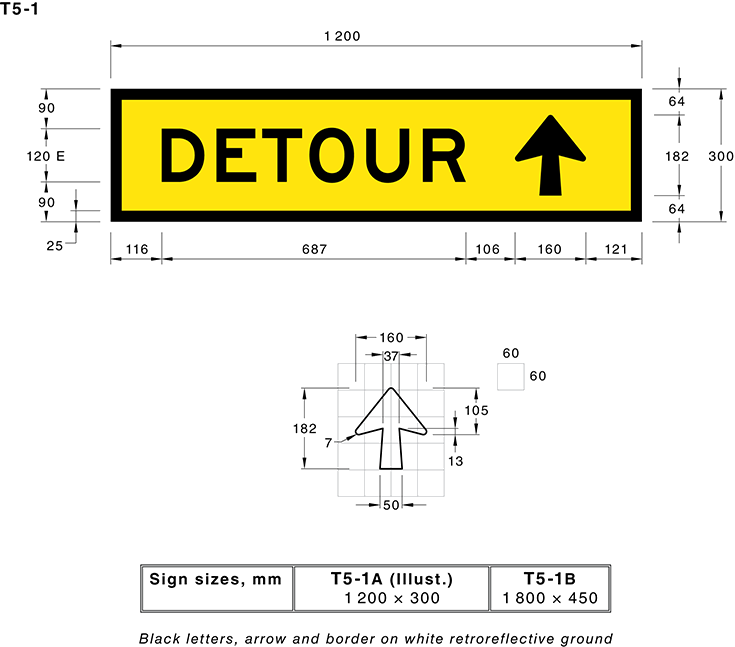 T5-1
1 200
90
64
DETOUR
120 E
182
300
90
64
25
116
687
106
160
121
160
37
60
60
105
182
7
13
50
Sign sizes, mm
T5-1A (Illust.)
T5-1B
1 200 × 300
1 800 × 450
Black letters, arrow and border on white retroreflective ground